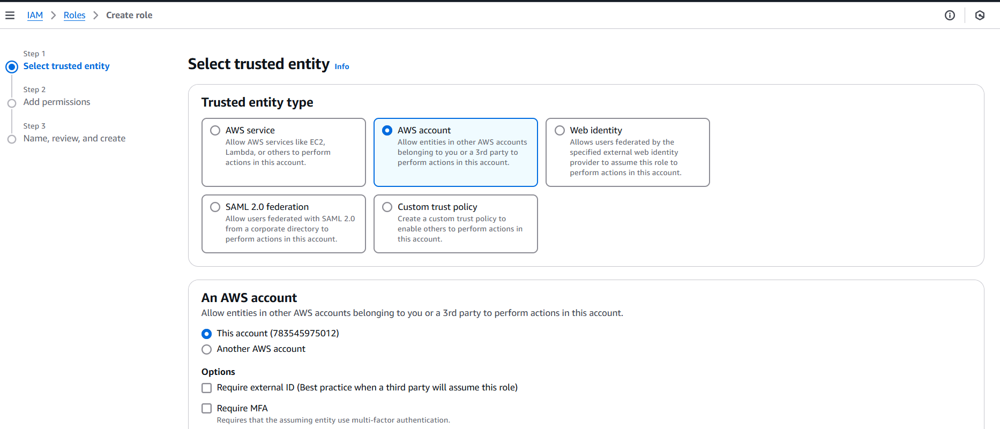 IAM > Roles > Create role
Step 1
Select trusted entity
Step 2
Add permissions
Step 3
Name, review, and create
Select trusted entity Info
Trusted entity type
AWS service
Allow AWS services like EC2,
Lambda, or others to perform
actions in this account.
AWS account
Allow entities in other AWS accounts
belonging to you or a 3rd party to
perform actions in this account.
Web identity
Allows users federated by the
specified external web identity
provider to assume this role to
perform actions in this account.
SAML 2.0 federation
Allow users federated with SAML 2.0
from a corporate directory to
perform actions in this account.
Custom trust policy
Create a custom trust policy to
enable others to perform actions in
this account.
An AWS account
Allow entities in other AWS accounts belonging to you or a 3rd party to perform actions in this account.
This account (783545975012)
Another AWS account
Options
Require external ID (Best practice when a third party will assume this role)
Require MFA
Requires that the assuming entity use multi-factor authentication.